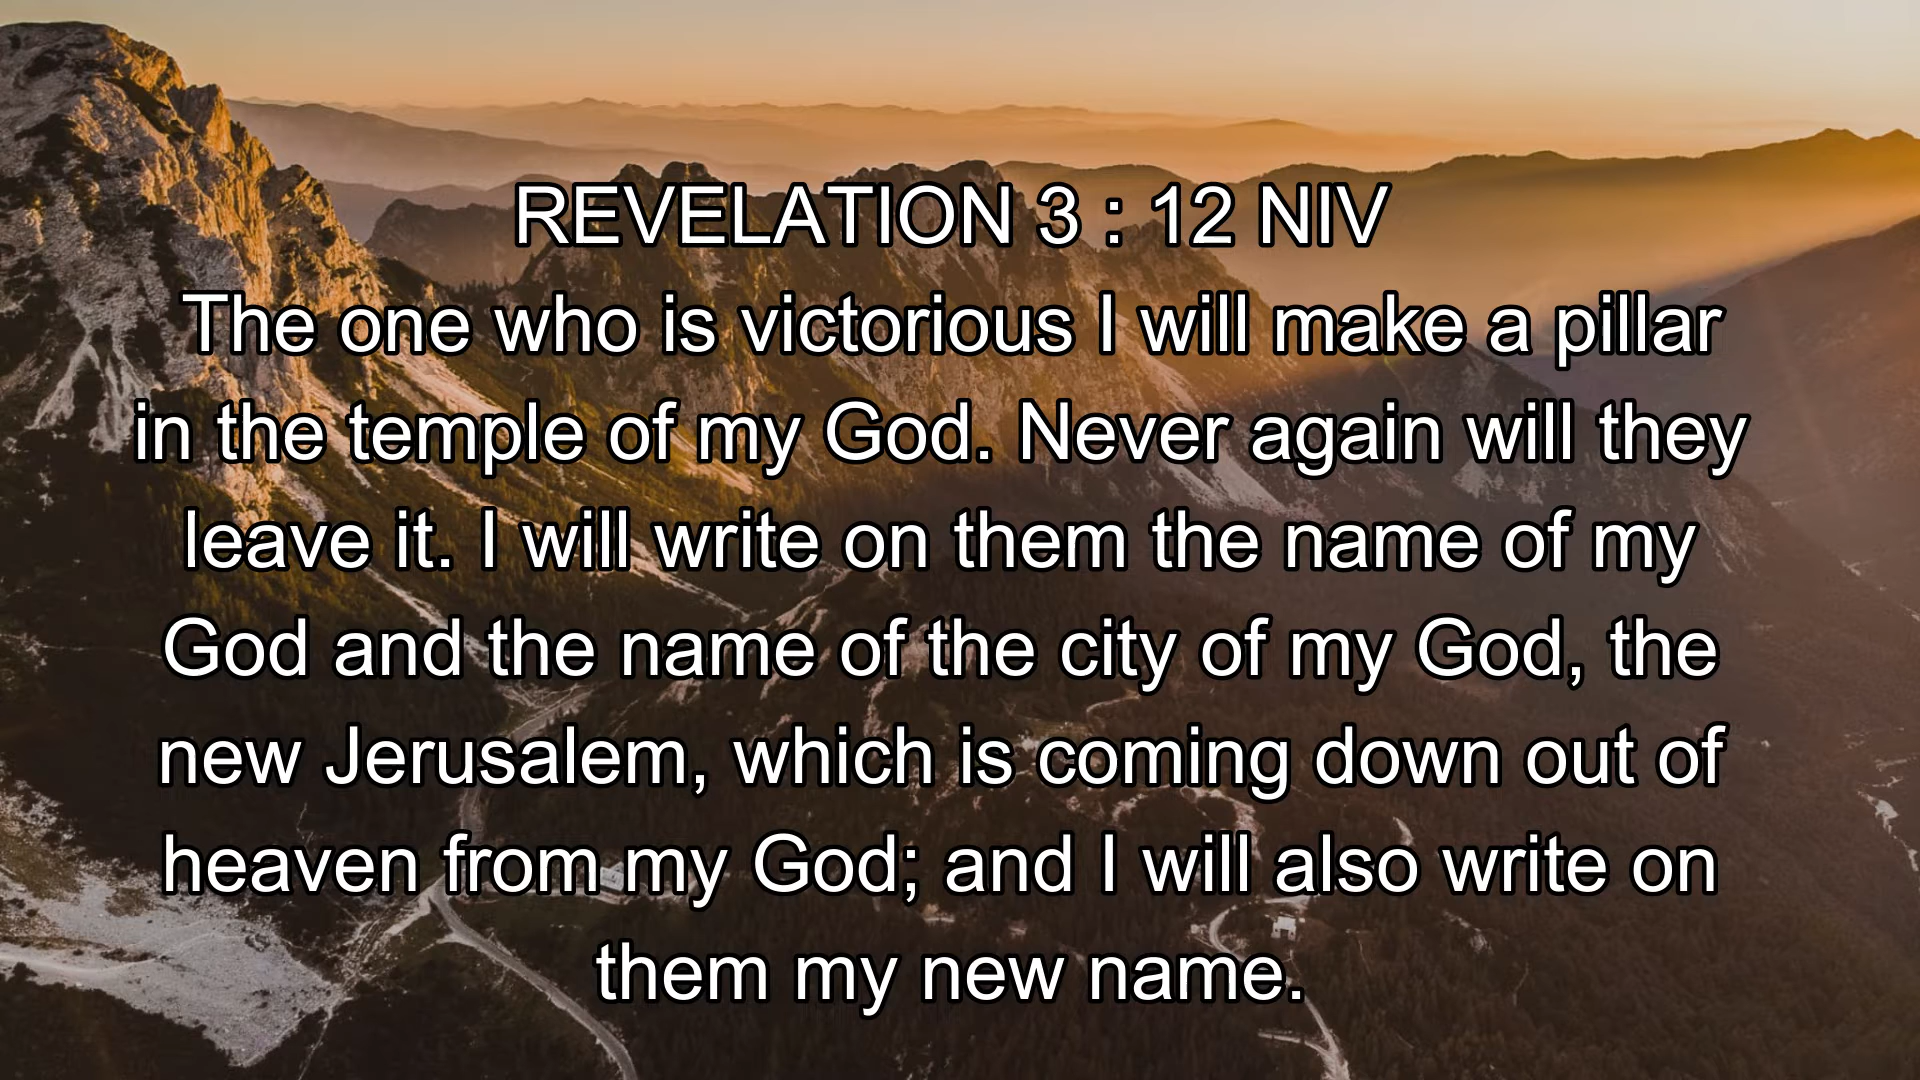 REVELATION 3 : 12 NIV
The one who is victorious I will make a pillar
in the temple of my God. Never again will they
leave it. I will write on them the name of my
God and the name of the city of my God, the
new Jerusalem, which is coming down out of
heaven from my God; and I will also write on
them my new name.